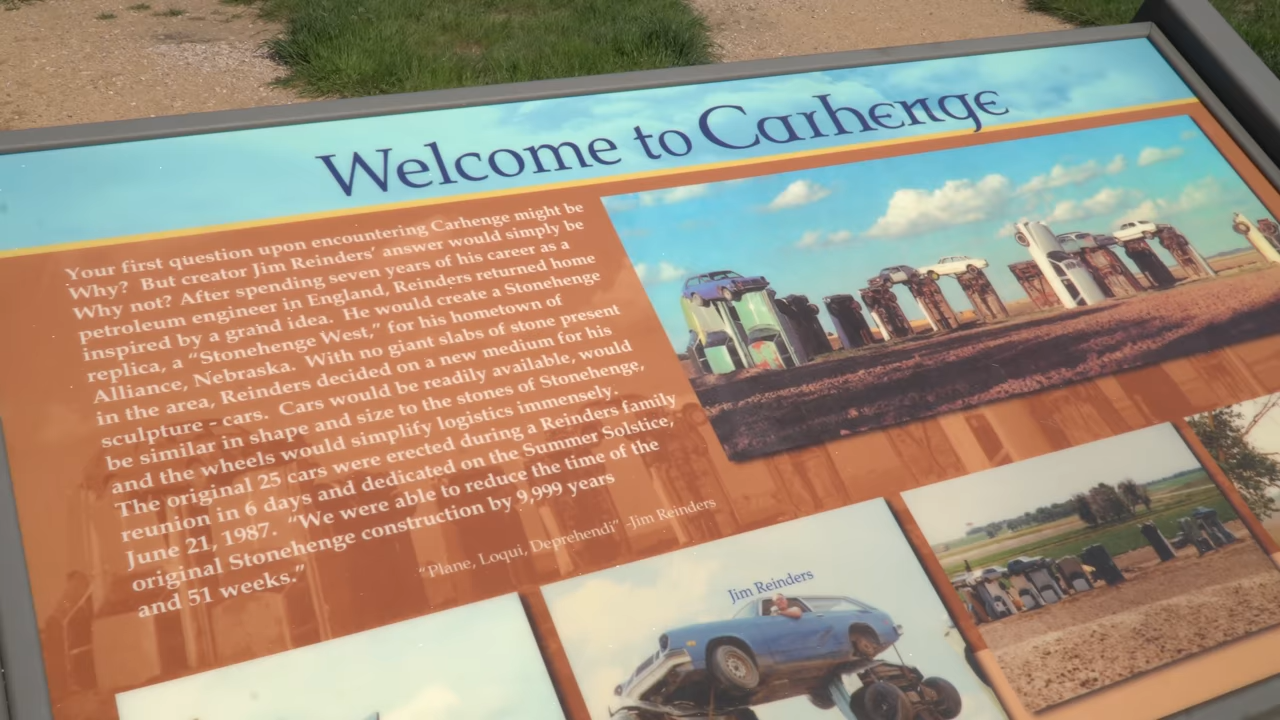 Welcome to Carhenge
Your first question upon encountering Carhenge might be
Why? But creator Jim Reinders' answer would simply be
Why not? After spending seven years of his career as a
petroleum engineer in England, Reinders returned home
inspired by a grand idea. He would create a Stonehenge
replica, a “Stonehenge West,” for his hometown of
Alliance, Nebraska. With no giant slabs of stone present
in the area, Reinders decided on a new medium for his
sculpture - cars. Cars would be readily available, would
be similar in shape and size to the stones of Stonehenge,
and the wheels would simplify logistics immensely.
The original 25 cars were erected during a Reinders family
reunion in 6 days and dedicated on the Summer Solstice,
June 21, 1987. “We were able to reduce the time of the
original Stonehenge construction by 9,999 years
and 51 weeks.”
“Plane, Loqui, Deprehendi” -Jim Reinders
Jim Reinders